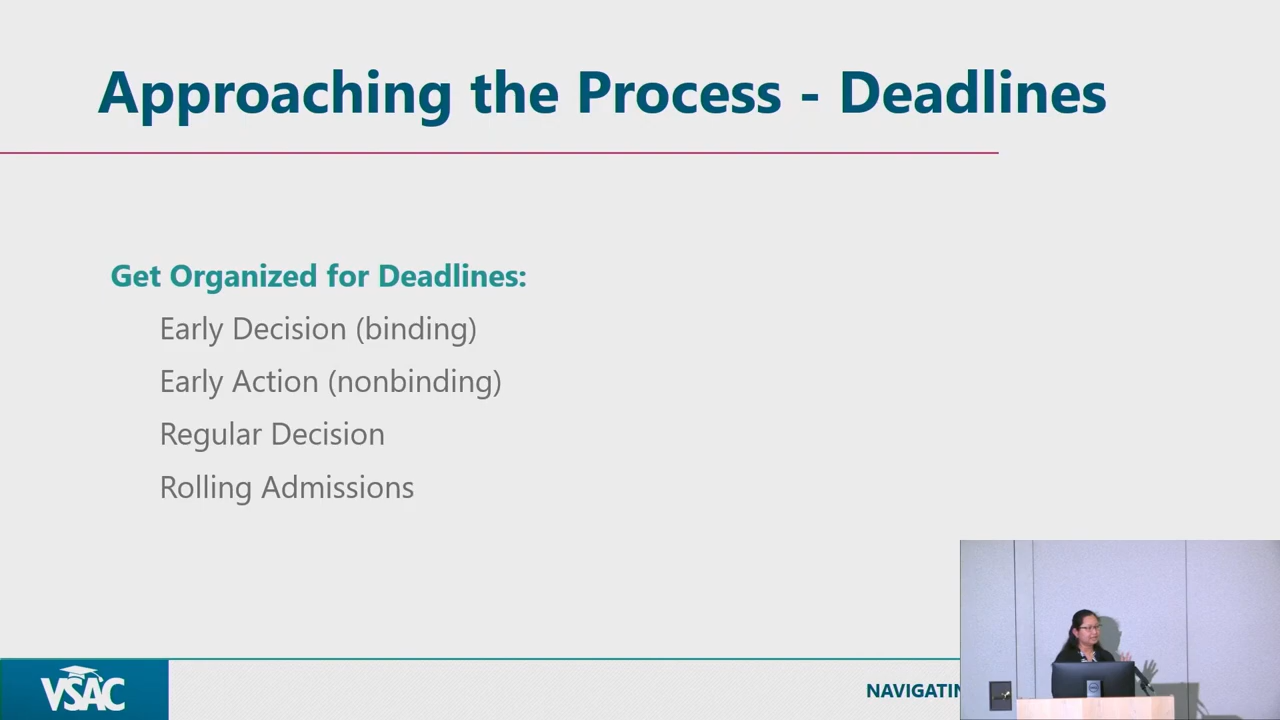 Approaching the Process - Deadlines
Get Organized for Deadlines:
Early Decision (binding)
Early Action (nonbinding)
Regular Decision
Rolling Admissions
VSAC